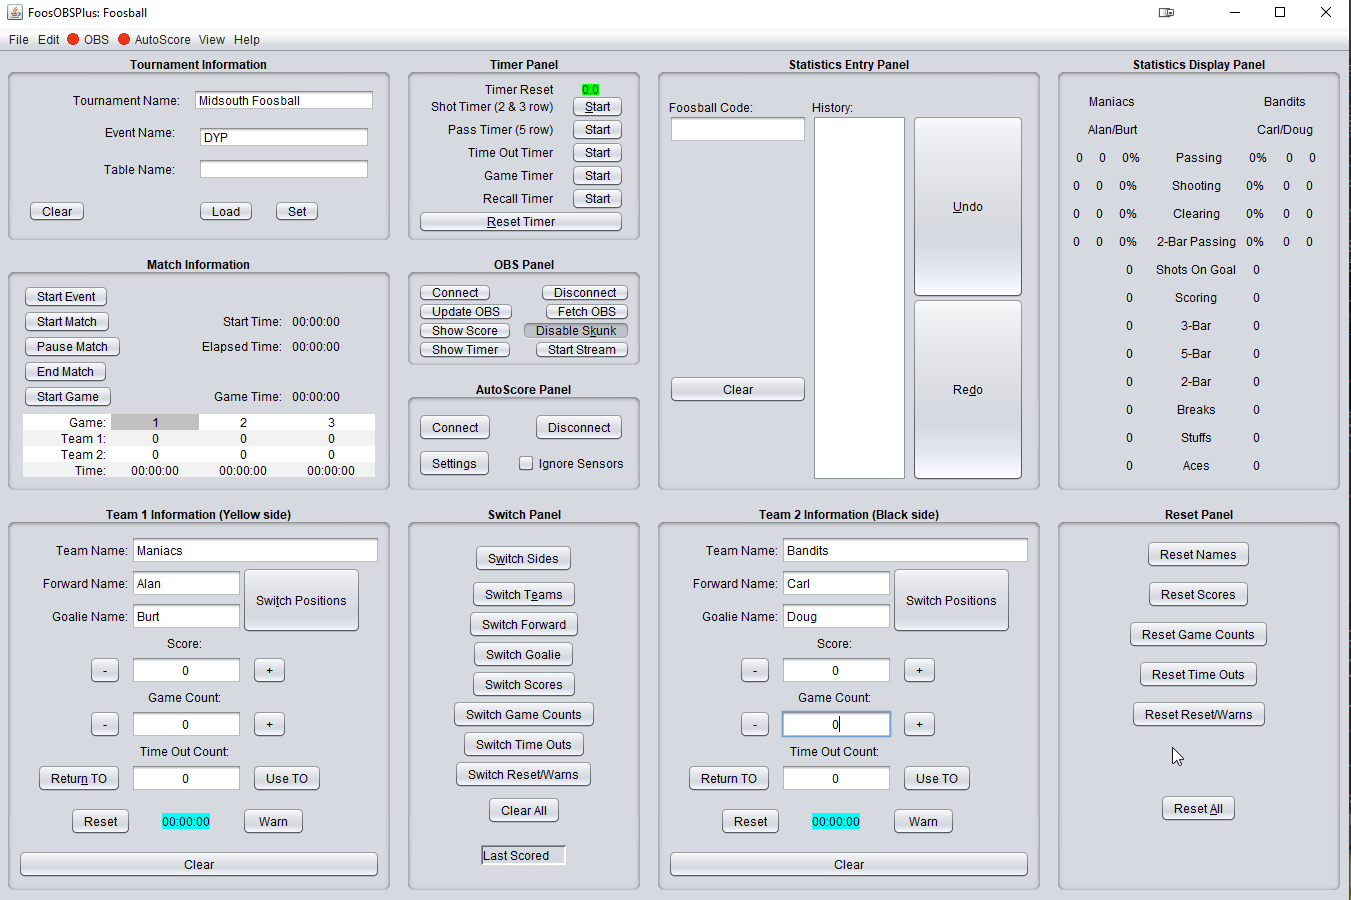 FoosOBSPlus: Foosball
File Edit OBS AutoScore View Help
Tournament Information
Tournament Name: Midsouth Foosball
Event Name: DYP
Table Name:
Clear Load Set
Timer Panel
Timer Reset 0.0
Shot Timer (2 & 3 row) Start
Pass Timer (5 row) Start
Time Out Timer Start
Game Timer Start
Recall Timer Start
Reset Timer
Statistics Entry Panel
Foosball Code: History:
Undo
Redo
Clear
Statistics Display Panel
Maniacs Bandits
Alan/Burt Carl/Doug
0 0 0% Passing 0% 0 0
0 0 0% Shooting 0% 0 0
0 0 0% Clearing 0% 0 0
0 0 0% 2-Bar Passing 0% 0 0
0 Shots On Goal 0
0 Scoring 0
0 3-Bar 0
0 5-Bar 0
0 2-Bar 0
0 Breaks 0
0 Stuffs 0
0 Aces 0
Match Information
Start Event
Start Match Start Time: 00:00:00
Pause Match Elapsed Time: 00:00:00
End Match
Start Game Game Time: 00:00:00
Game: 1 2 3
Team 1: 0 0 0
Team 2: 0 0 0
Time: 00:00:00 00:00:00 00:00:00
OBS Panel
Connect Disconnect
Update OBS Fetch OBS
Show Score Disable Skunk
Show Timer Start Stream
AutoScore Panel
Connect Disconnect
Settings Ignore Sensors
Team 1 Information (Yellow side)
Team Name: Maniacs
Forward Name: Alan
Goalie Name: Burt
Switch Positions
Score:
- 0 +
Game Count:
- 0 +
Time Out Count:
Return TO 0 Use TO
Reset 00:00:00 Warn
Clear
Switch Panel
Switch Sides
Switch Teams
Switch Forward
Switch Goalie
Switch Scores
Switch Game Counts
Switch Time Outs
Switch Reset/Warns
Clear All
Last Scored
Team 2 Information (Black side)
Team Name: Bandits
Forward Name: Carl
Goalie Name: Doug
Switch Positions
Score:
- 0 +
Game Count:
- 0 +
Time Out Count:
Return TO 0 Use TO
Reset 00:00:00 Warn
Clear
Reset Panel
Reset Names
Reset Scores
Reset Game Counts
Reset Time Outs
Reset Reset/Warns
Reset All